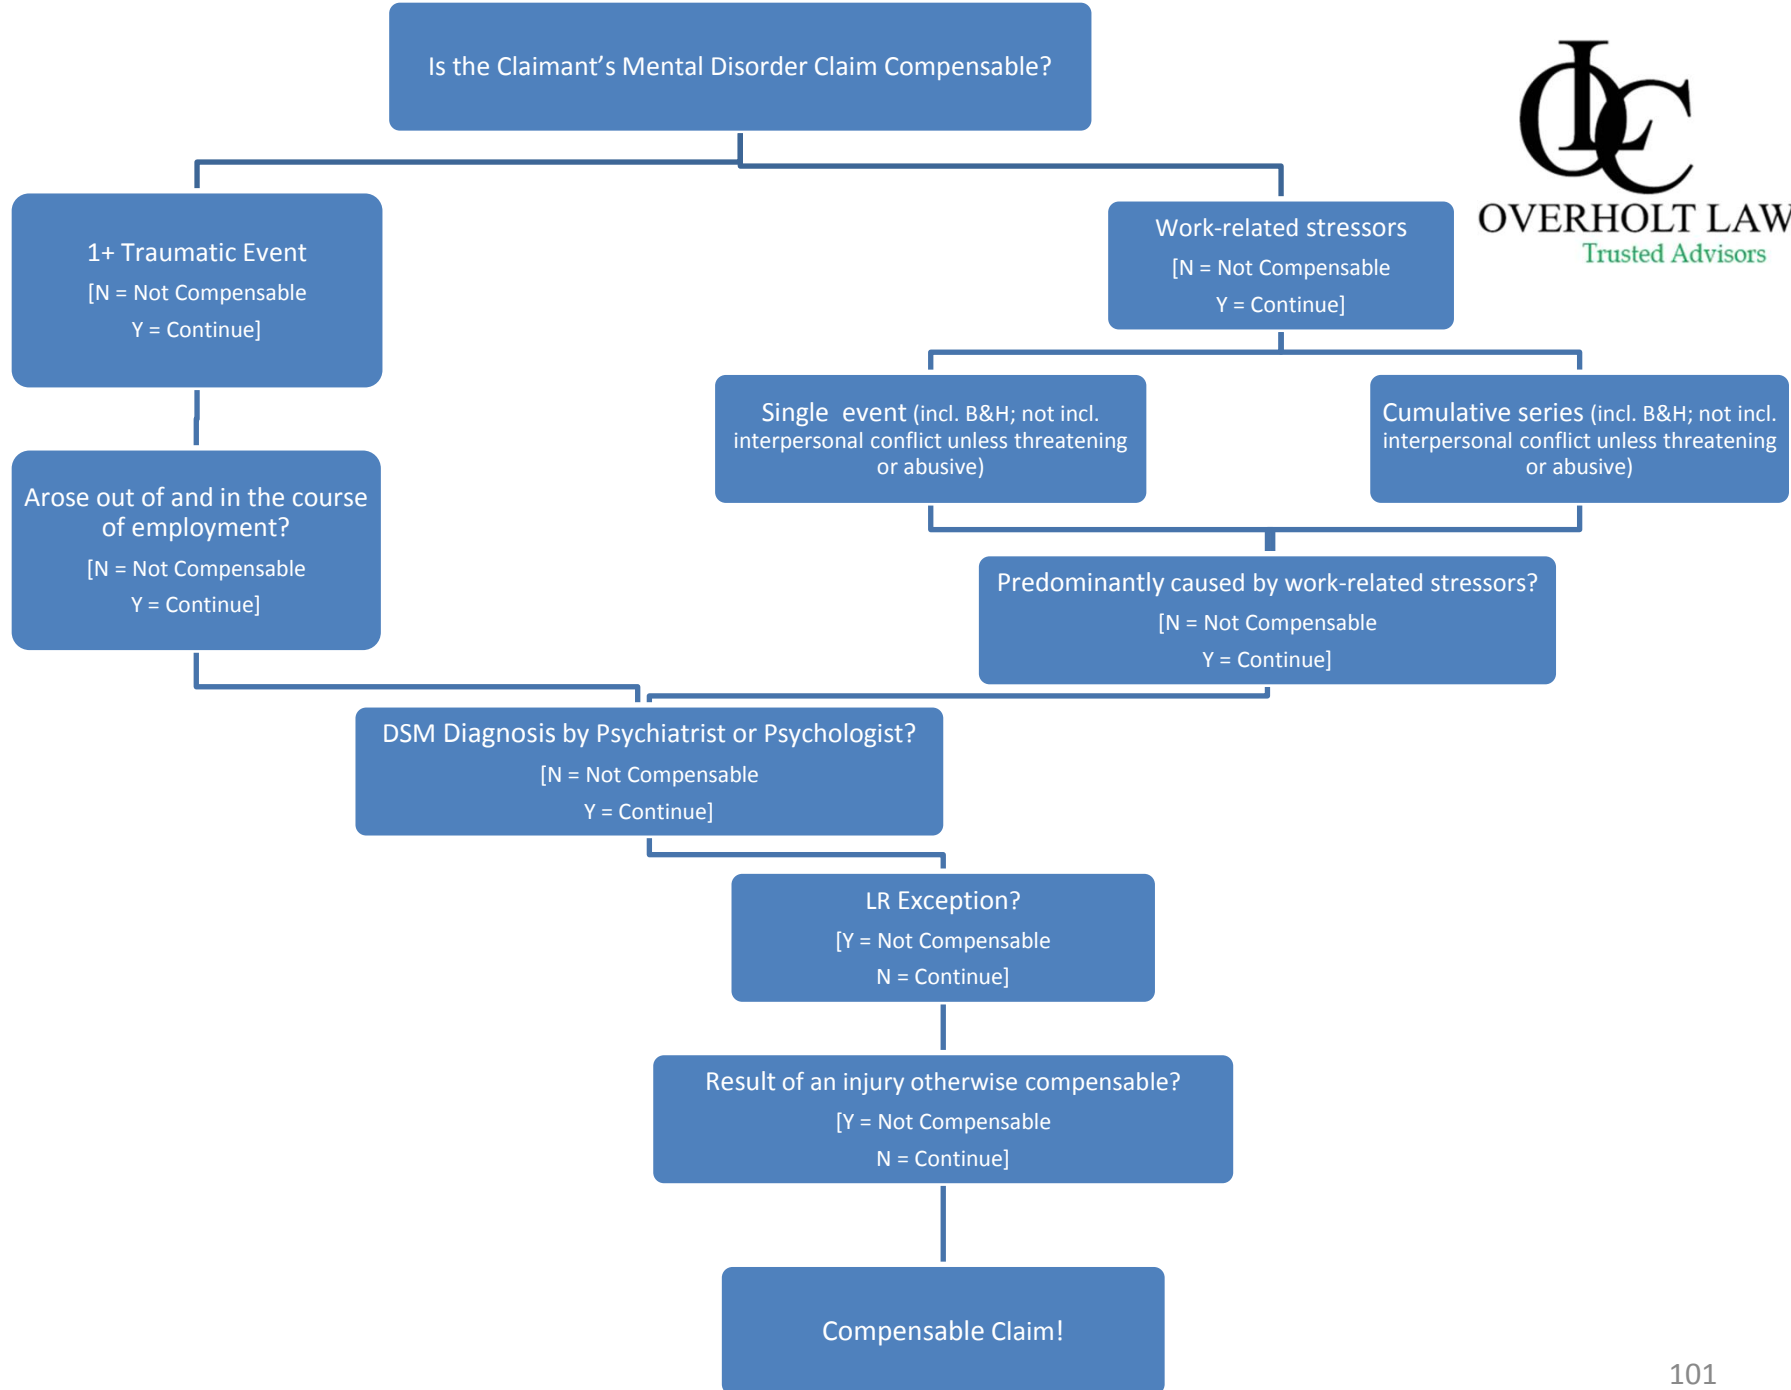 Is the Claimant's Mental Disorder Claim Compensable?
OLC
OVERHOLT LAW
Trusted Advisors
1+ Traumatic Event
[N = Not Compensable
Y = Continue]
Work-related stressors
[N = Not Compensable
Y = Continue]
Single event (incl. B&H; not incl.
interpersonal conflict unless threatening
or abusive)
Cumulative series (incl. B&H; not incl.
interpersonal conflict unless threatening
or abusive)
Arose out of and in the course
of employment?
[N = Not Compensable
Y = Continue]
Predominantly caused by work-related stressors?
[N = Not Compensable
Y = Continue]
DSM Diagnosis by Psychiatrist or Psychologist?
[N = Not Compensable
Y = Continue]
LR Exception?
[Y = Not Compensable
N = Continue]
Result of an injury otherwise compensable?
[Y = Not Compensable
N = Continue]
Compensable Claim!
101